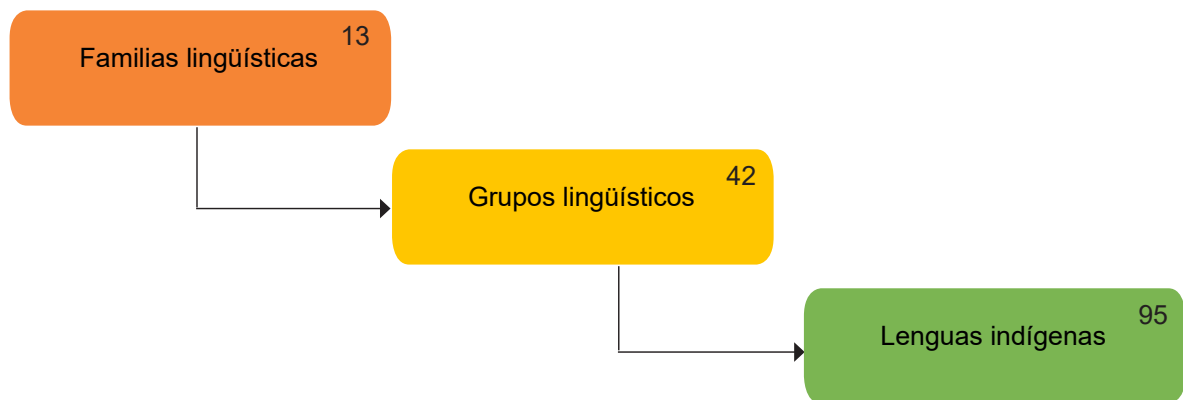 Familias lingüísticas
13
Grupos lingüísticos
42
Lenguas indígenas
95